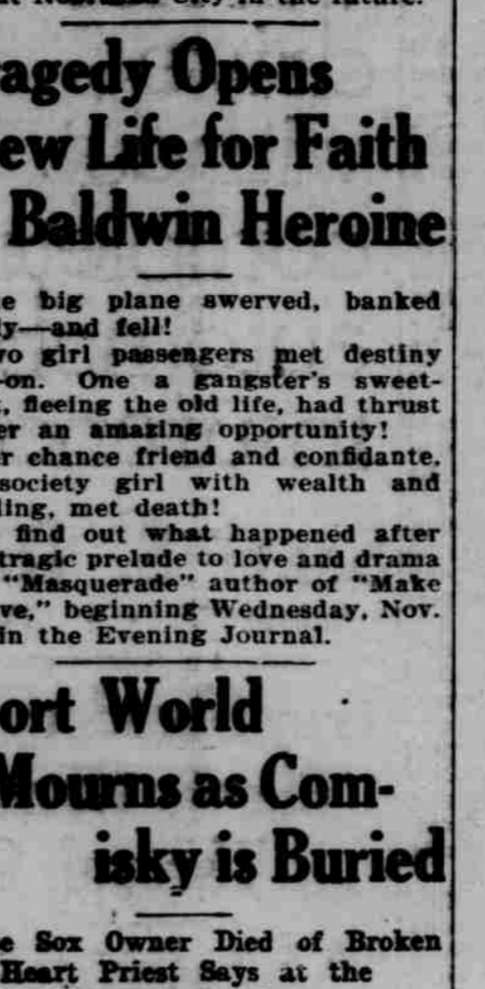 agedy Opens
ew Life for Faith
Baldwin Heroine
e big plane swerved, banked
ly—and fell!
vo girl passengers met destiny
-on. One a gangster's sweet-
, fleeing the old life, had thrust
er an amazing opportunity!
r chance friend and confidante,
society girl with wealth and
ling, met death!
find out what happened after
tragic prelude to love and drama
"Masquerade" author of "Make
ve," beginning Wednesday, Nov.
in the Evening Journal.
ort World
Mourns as Com-
isky is Buried
e Sox Owner Died of Broken
Heart Priest Says at the